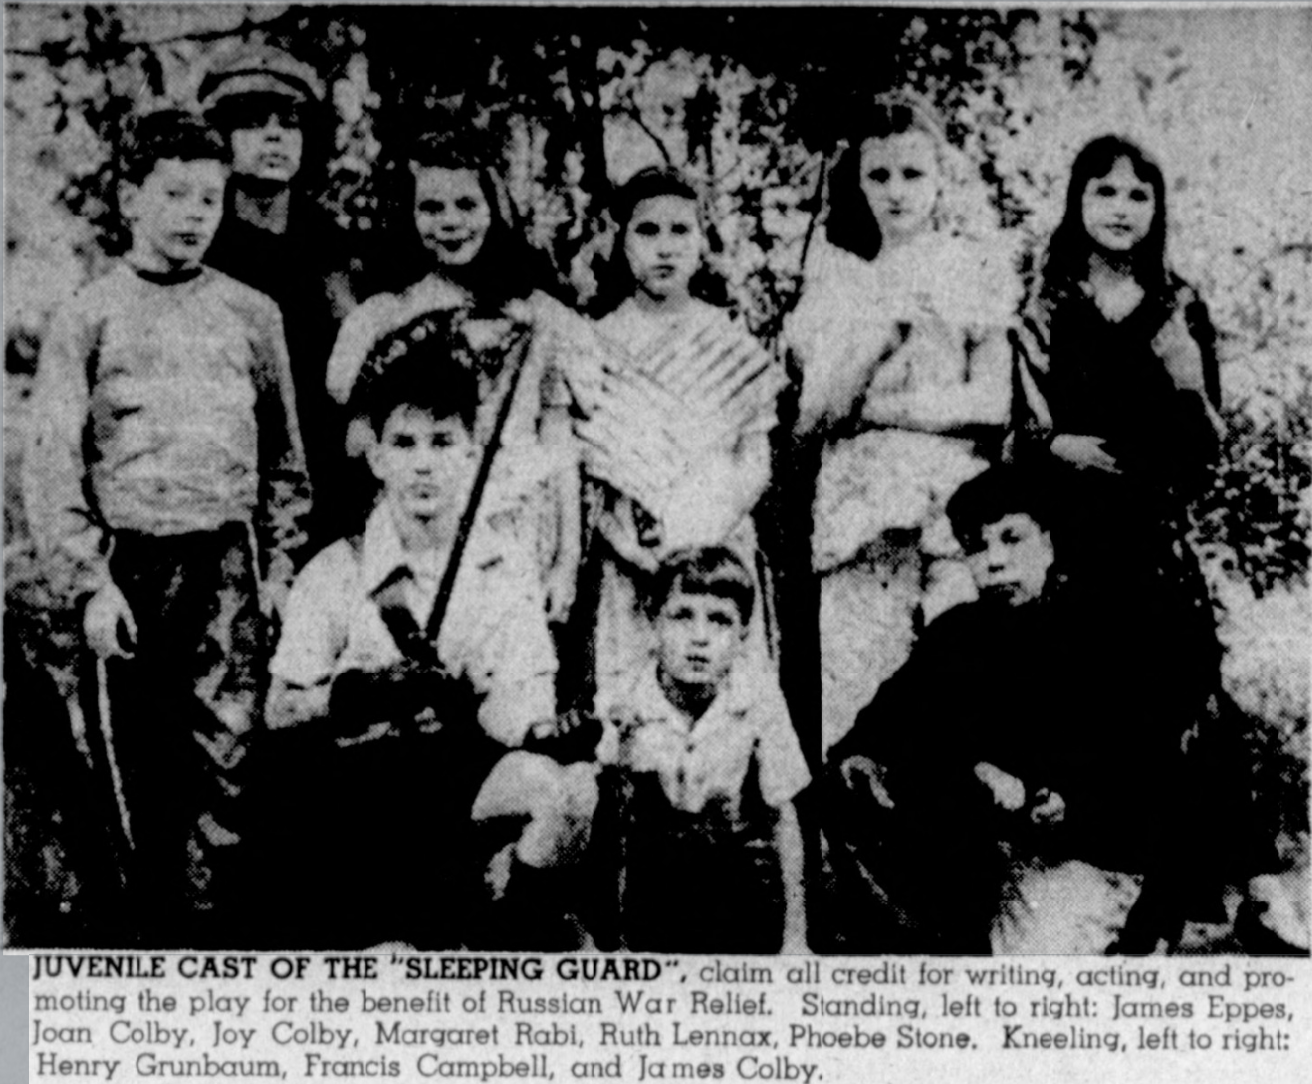 JUVENILE CAST OF THE "SLEEPING GUARD", claim all credit for writing, acting, and pro-
moting the play for the benefit of Russian War Relief. Standing, left to right: James Eppes,
Joan Colby, Joy Colby, Margaret Rabi, Ruth Lennax, Phoebe Stone. Kneeling, left to right:
Henry Grunbaum, Francis Campbell, and James Colby.